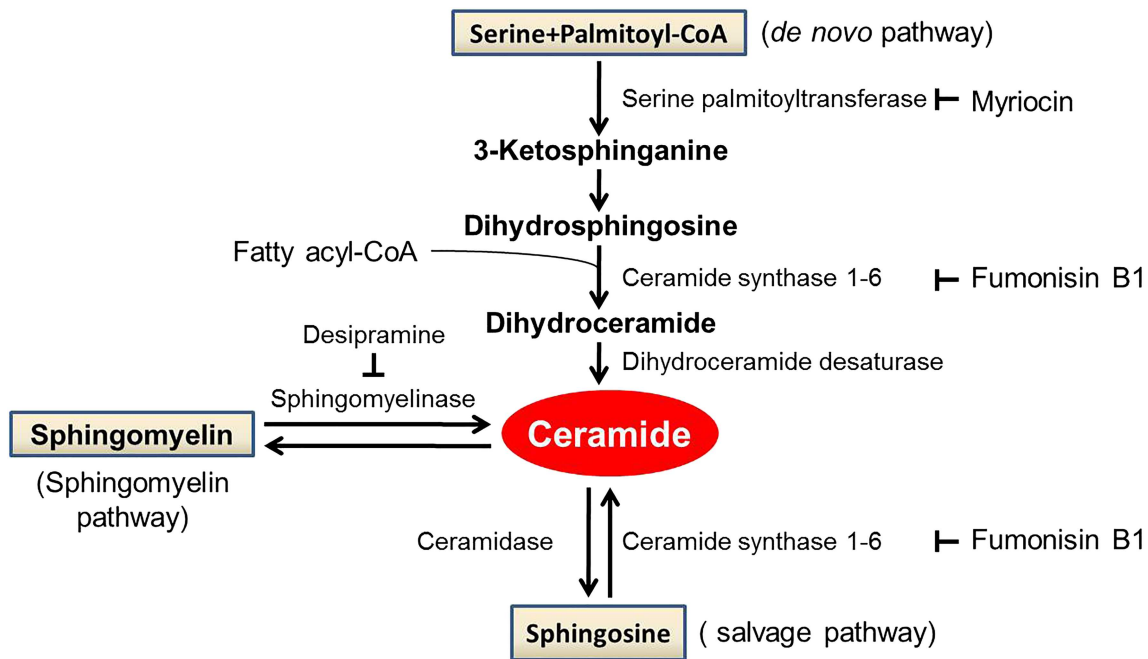 Serine+Palmitoyl-CoA (de novo pathway)
Serine palmitoyltransferase Myriocin
3-Ketosphinganine
Dihydrosphingosine
Fatty acyl-CoA
Ceramide synthase 1-6 Fumonisin B1
Dihydroceramide
Desipramine
Dihydroceramide desaturase
Sphingomyelinase
Sphingomyelin
Ceramide
(Sphingomyelin
pathway)
Ceramidase
Ceramide synthase 1-6 Fumonisin B1
Sphingosine ( salvage pathway)